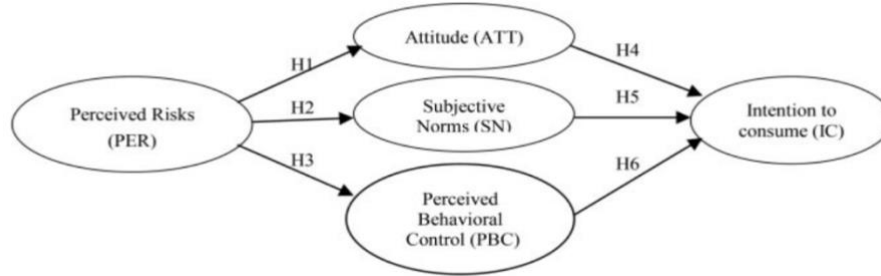 Attitude (ATT)
H1
H4
Perceived Risks
(PER)
H2
Subjective
Norms (SN)
H5
Intention to
consume (IC)
H3
H6
Perceived
Behavioral
Control (PBC)